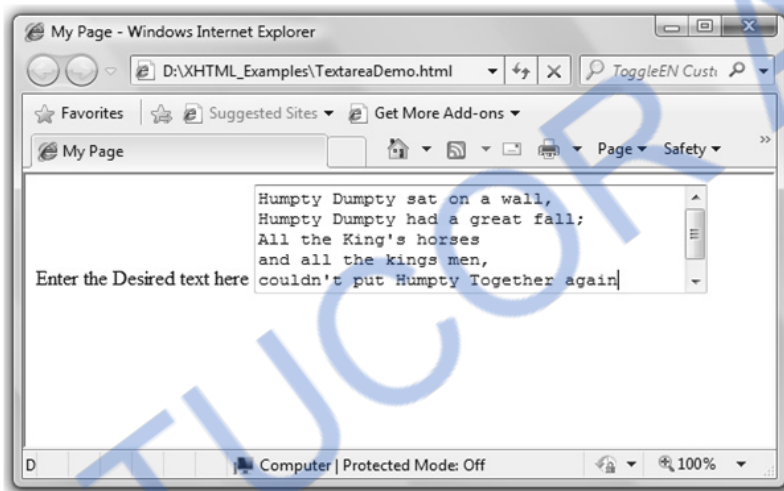 My Page - Windows Internet Explorer
D:\XHTML_Examples\TextareaDemo.html
ToggleEN Custo
Favorites
Suggested Sites
Get More Add-ons
My Page
Page
Safety
Humpty Dumpty sat on a wall,
Humpty Dumpty had a great fall;
All the King's horses
and all the kings men,
Enter the Desired text here couldn't put Humpty Together again
D
Computer | Protected Mode: Off
100%
TUCOR A